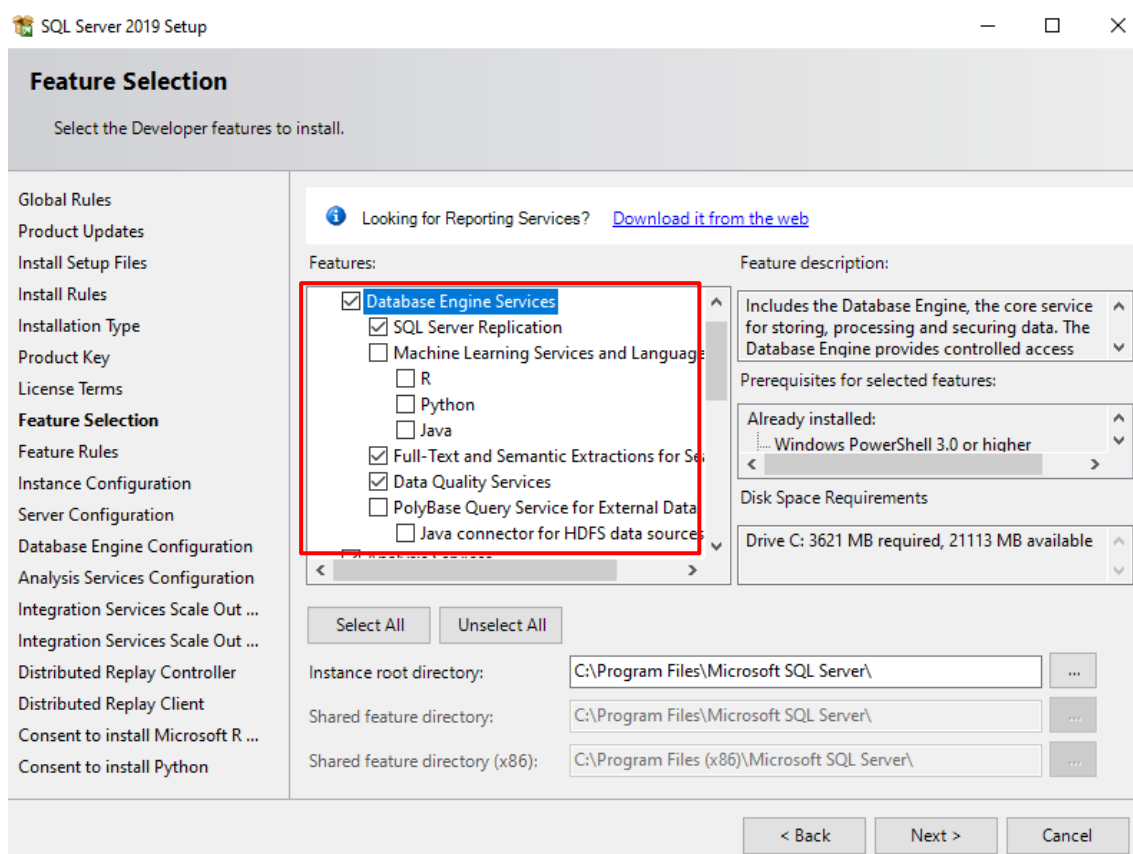 SQL Server 2019 Setup
Feature Selection
Select the Developer features to install.
Global Rules
Product Updates
Install Setup Files
Install Rules
Installation Type
Product Key
License Terms
Feature Selection
Feature Rules
Instance Configuration
Server Configuration
Database Engine Configuration
Analysis Services Configuration
Integration Services Scale Out ...
Integration Services Scale Out ...
Distributed Replay Controller
Distributed Replay Client
Consent to install Microsoft R ...
Consent to install Python
Looking for Reporting Services? Download it from the web
Features:
Database Engine Services
SQL Server Replication
Machine Learning Services and Language
R
Python
Java
Full-Text and Semantic Extractions for Sea
Data Quality Services
PolyBase Query Service for External Data
Java connector for HDFS data sources
Analysis Services
Select All
Unselect All
Feature description:
Includes the Database Engine, the core service
for storing, processing and securing data. The
Database Engine provides controlled access
Prerequisites for selected features:
Already installed:
Windows PowerShell 3.0 or higher
Disk Space Requirements
Drive C: 3621 MB required, 21113 MB available
Instance root directory:
C:\Program Files\Microsoft SQL Server\
...
Shared feature directory:
C:\Program Files\Microsoft SQL Server\
...
Shared feature directory (x86):
C:\Program Files (x86)\Microsoft SQL Server\
...
< Back
Next >
Cancel